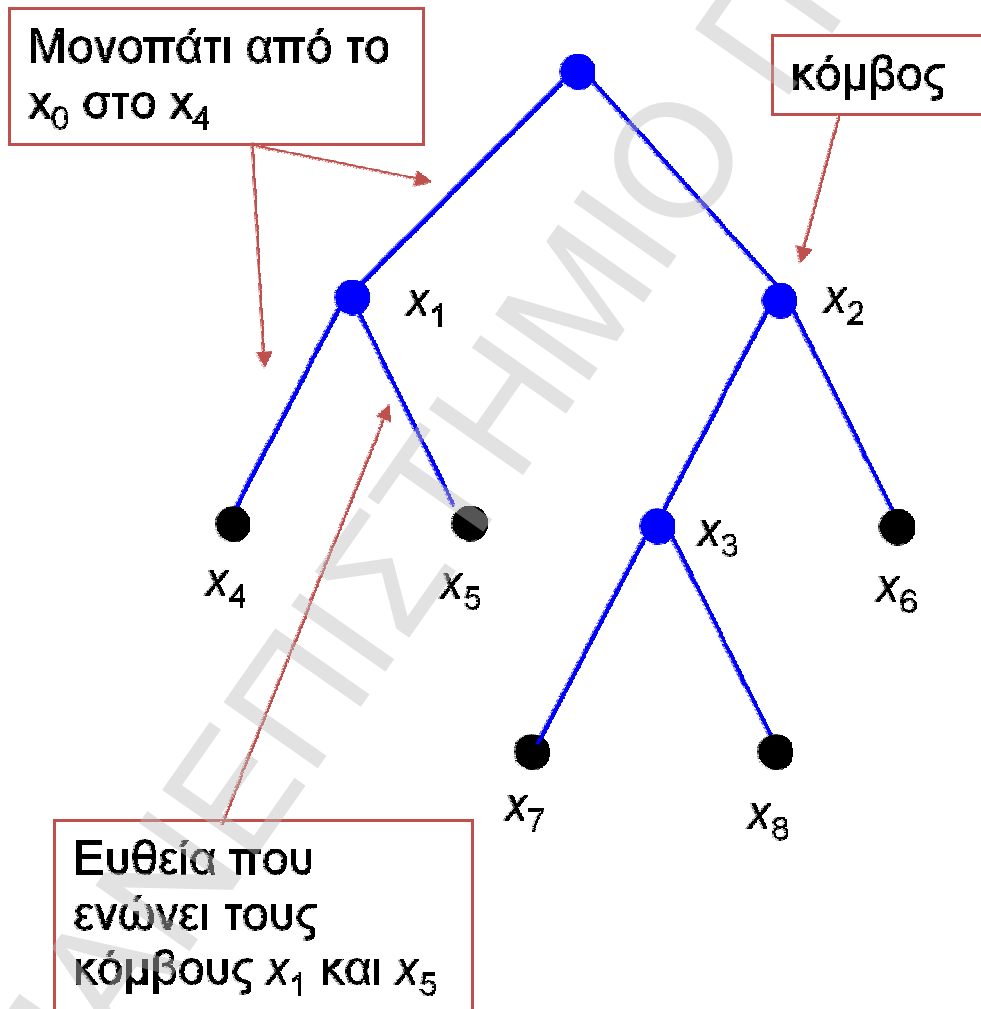 Μονοπάτι από το
x₀ στο x₄
κόμβος
x₁
x₂
x₃
x₄
x₅
x₆
x₇
x₈
Ευθεία που
ενώνει τους
κόμβους x₁ και x₅
ΠΑΝΕΠΙΣΤΗΜΙΟ Π